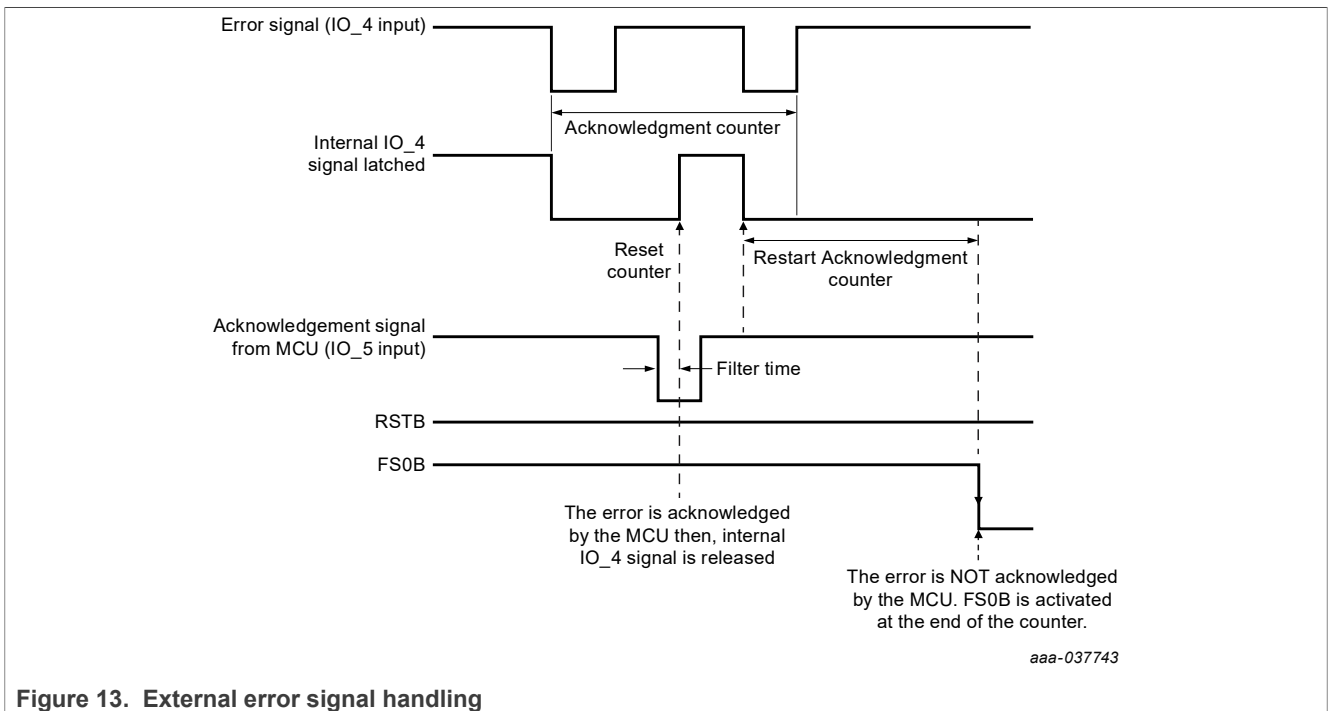 Error signal (IO_4 input)
Acknowledgment counter
Internal IO_4
signal latched
Reset
counter
Restart Acknowledgment
counter
Acknowledgement signal
from MCU (IO_5 input)
Filter time
RSTB
FS0B
The error is acknowledged
by the MCU then, internal
IO_4 signal is released
The error is NOT acknowledged
by the MCU. FS0B is activated
at the end of the counter.
aaa-037743
Figure 13. External error signal handling